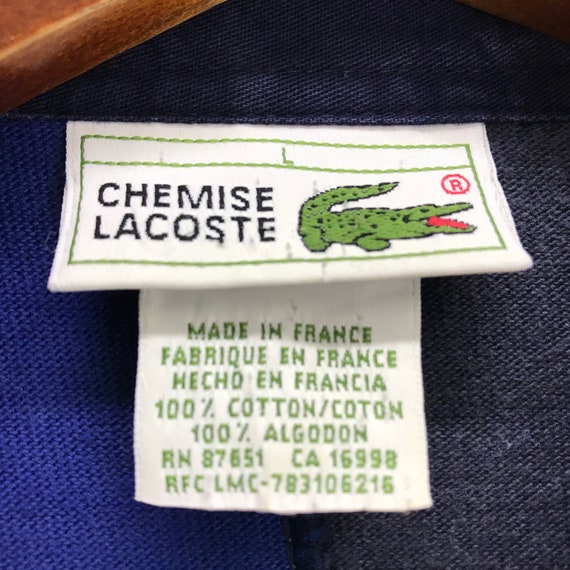 L
CHEMISE
LACOSTE ®
MADE IN FRANCE
FABRIQUE EN FRANCE
HECHO EN FRANCIA
100% COTTON/COTON
100% ALGODON
RN 87651 CA 16998
RFC LMC-783106216